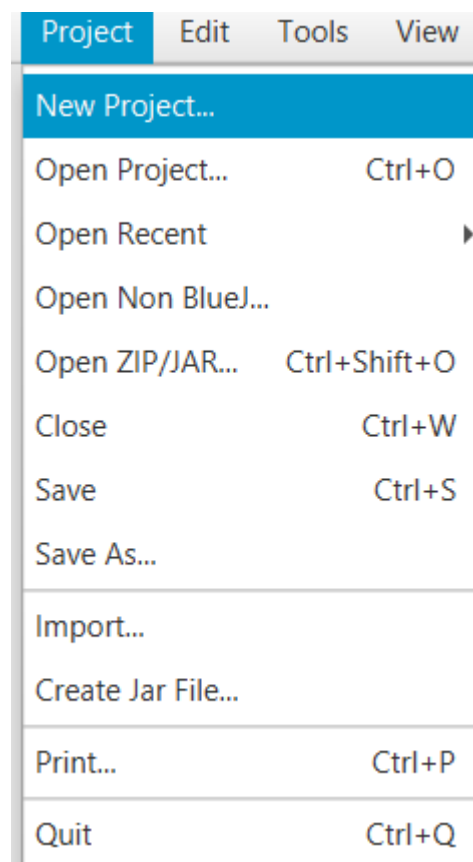 Project Edit Tools View
New Project...
Open Project... Ctrl+O
Open Recent
Open Non BlueJ...
Open ZIP/JAR... Ctrl+Shift+O
Close Ctrl+W
Save Ctrl+S
Save As...
Import...
Create Jar File...
Print... Ctrl+P
Quit Ctrl+Q